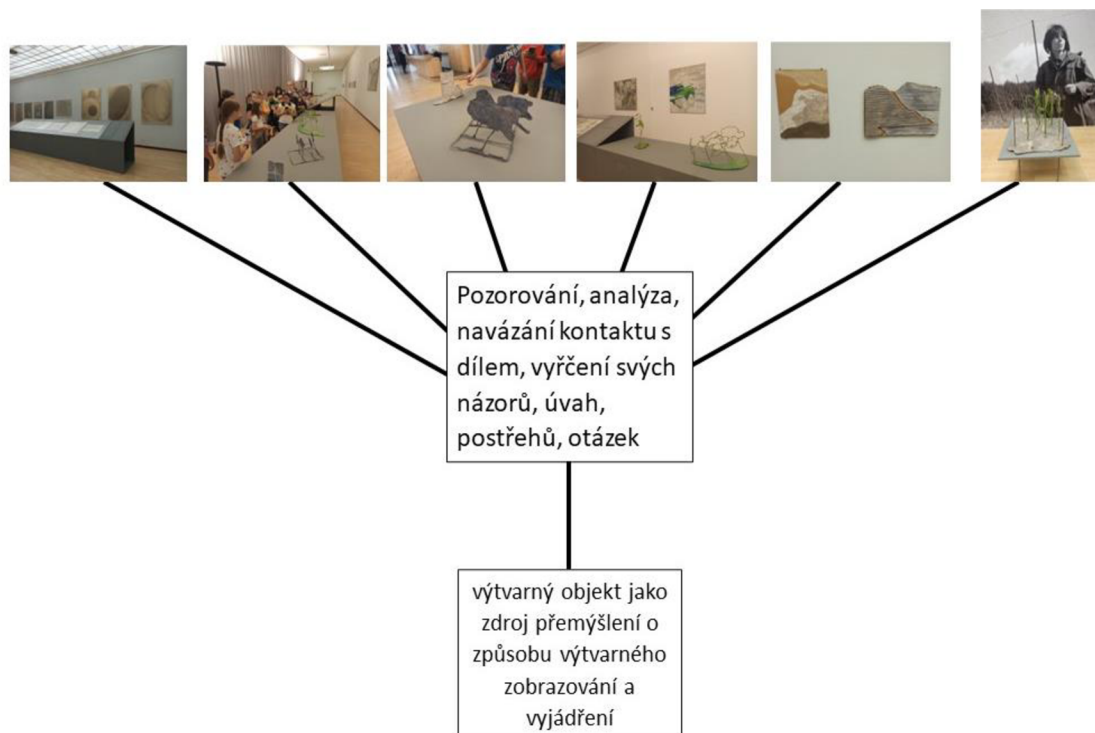 Pozorování, analýza,
navázání kontaktu s
dílem, vyřčení svých
názorů, úvah,
postřehů, otázek
výtvarný objekt jako
zdroj přemýšlení o
způsobu výtvarného
zobrazování a
vyjádření